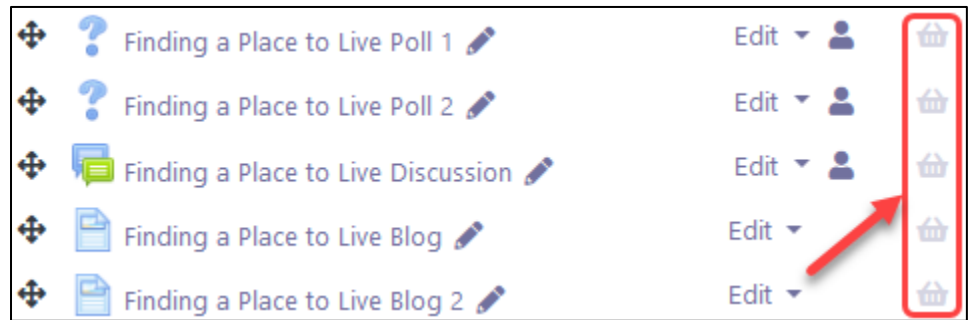 Finding a Place to Live Poll 1 Edit
Finding a Place to Live Poll 2 Edit
Finding a Place to Live Discussion Edit
Finding a Place to Live Blog Edit
Finding a Place to Live Blog 2 Edit